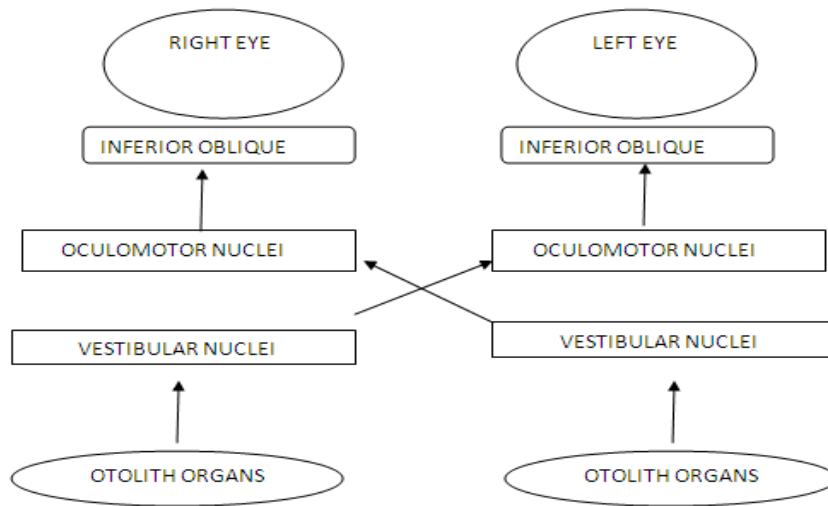 RIGHT EYE
LEFT EYE
INFERIOR OBLIQUE
INFERIOR OBLIQUE
OCULOMOTOR NUCLEI
OCULOMOTOR NUCLEI
VESTIBULAR NUCLEI
VESTIBULAR NUCLEI
OTOLITH ORGANS
OTOLITH ORGANS